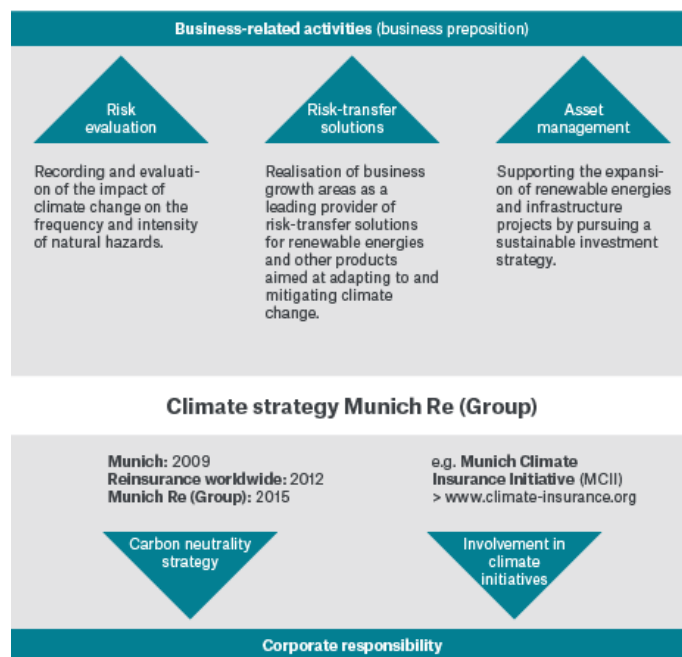 Business-related activities (business preposition)
Risk
evaluation
Recording and evaluati-
on of the impact of
climate change on the
frequency and intensity
of natural hazards.
Risk-transfer
solutions
Realisation of business
growth areas as a
leading provider of
risk-transfer solutions
for renewable energies
and other products
aimed at adapting to and
mitigating climate
change.
Asset
management
Supporting the expansi-
on of renewable energies
and infrastructure
projects by pursuing a
sustainable investment
strategy.
Climate strategy Munich Re (Group)
Munich: 2009
Reinsurance worldwide: 2012
Munich Re (Group): 2015
Carbon neutrality
strategy
e.g. Munich Climate
Insurance Initiative (MCII)
> www.climate-insurance.org
Involvement in
climate
initiatives
Corporate responsibility